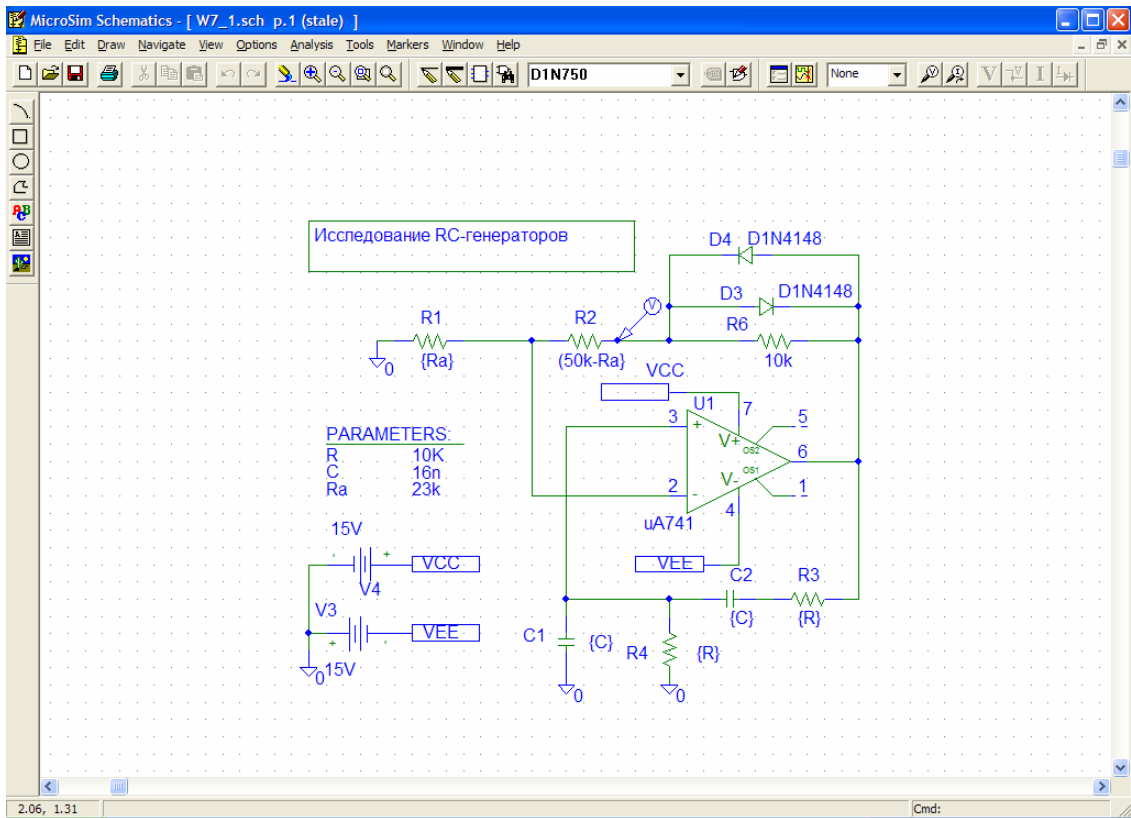 MicroSim Schematics - [ W7_1.sch p.1 (stale) ]
File Edit Draw Navigate View Options Analysis Tools Markers Window Help
D1N750 None V I V V I
ABC
Исследование RC-генераторов
D4 D1N4148
D3 D1N4148
V
R1 R2 R6
{Ra} (50k-Ra} 10k
0
VCC
U1
7
3 + 5
V+ OS2
6
OS1
V-
2 - 1
4
uA741
PARAMETERS:
R 10K
C 16n
Ra 23k
15V
- + VCC
V4
VEE
C2 R3
{C} {R}
V3
+ - VEE
15V
0
C1 {C}
R4 {R}
0 0
2.06, 1.31 Cmd: